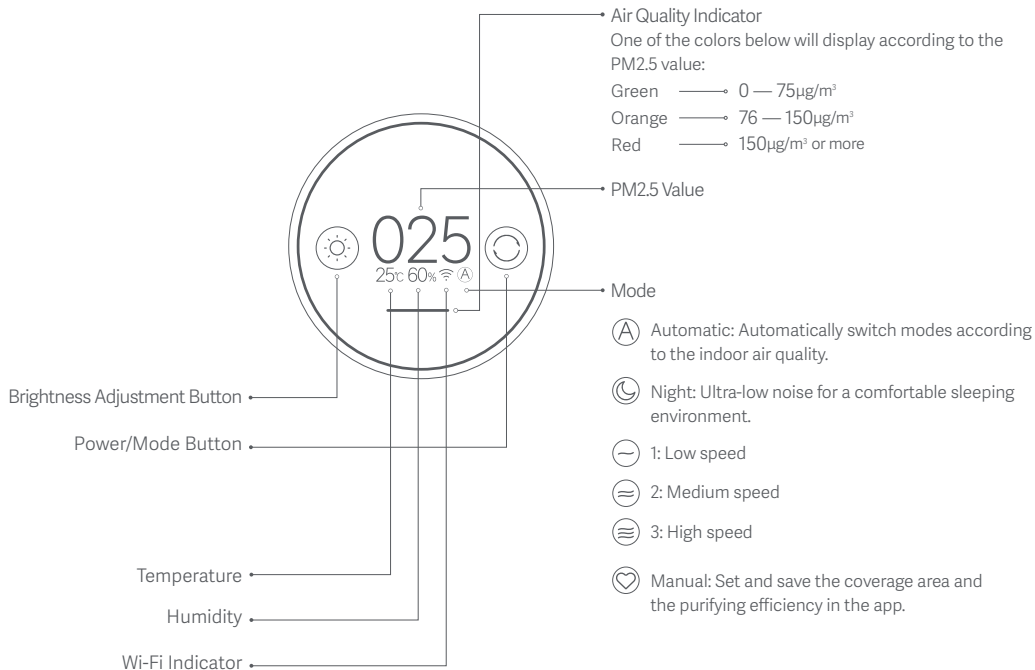 Air Quality Indicator
One of the colors below will display according to the
PM2.5 value:
Green 0 — 75μg/m³
Orange 76 — 150μg/m³
Red 150μg/m³ or more
PM2.5 Value
025
25℃ 60% A
Mode
A Automatic: Automatically switch modes according
to the indoor air quality.
Night: Ultra-low noise for a comfortable sleeping
environment.
1: Low speed
2: Medium speed
3: High speed
Manual: Set and save the coverage area and
the purifying efficiency in the app.
Brightness Adjustment Button
Power/Mode Button
Temperature
Humidity
Wi-Fi Indicator